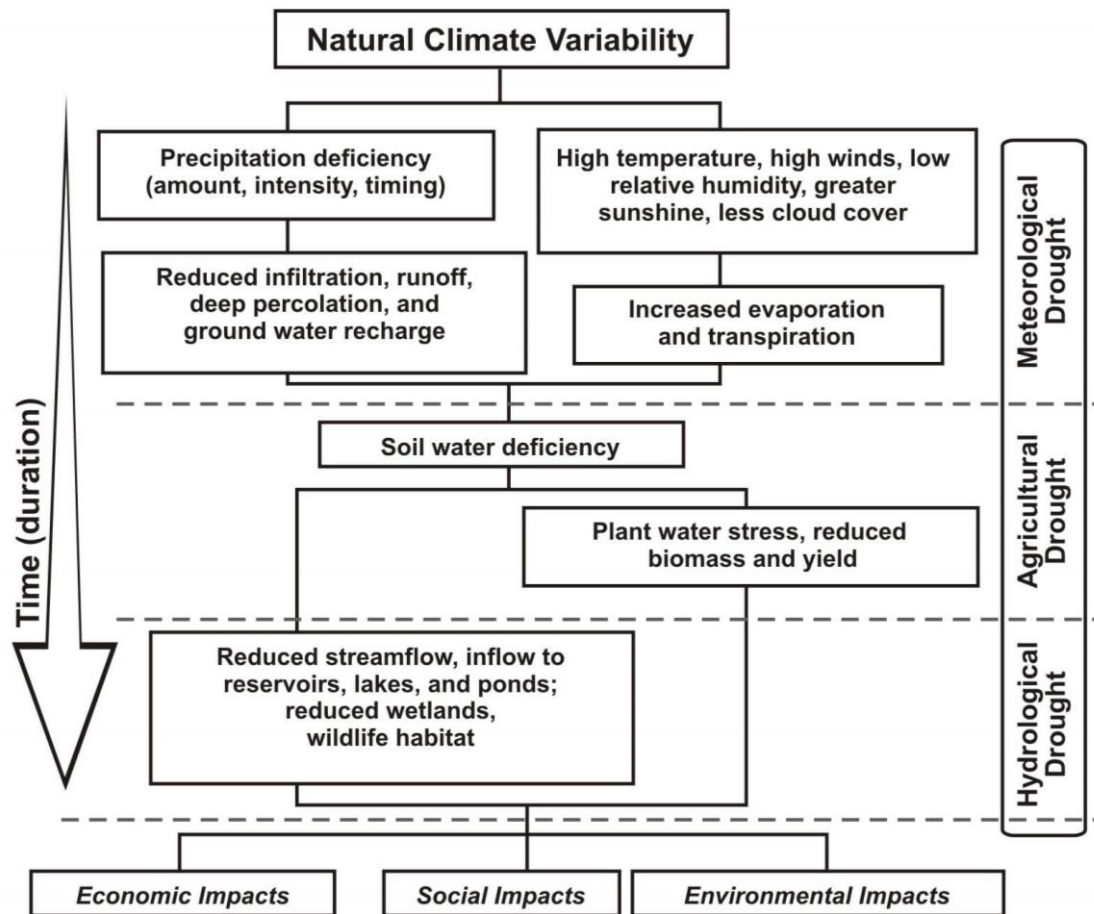 Natural Climate Variability
Precipitation deficiency
(amount, intensity, timing)
High temperature, high winds, low
relative humidity, greater
sunshine, less cloud cover
Reduced infiltration, runoff,
deep percolation, and
ground water recharge
Increased evaporation
and transpiration
Meteorological
Drought
Time (duration)
Soil water deficiency
Plant water stress, reduced
biomass and yield
Agricultural
Drought
Reduced streamflow, inflow to
reservoirs, lakes, and ponds;
reduced wetlands,
wildlife habitat
Hydrological
Drought
Economic Impacts
Social Impacts
Environmental Impacts